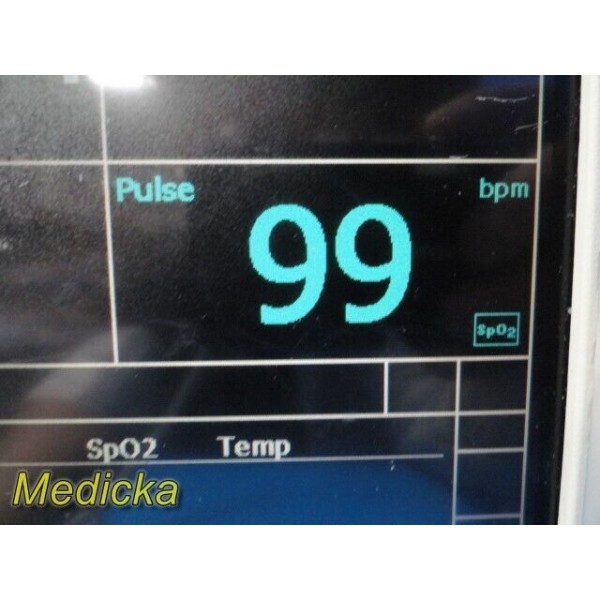 Pulse bpm
99
SpO2
SpO2 Temp
Medicka